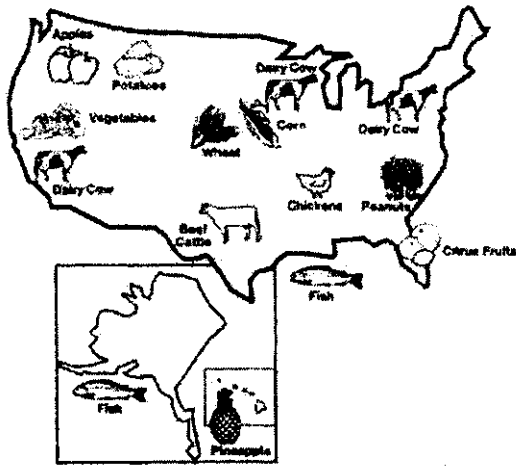 Apples
Potatoes
Dairy Cow
Vegetables
Corn
Dairy Cow
Wheat
Dairy Cow
Chickens
Peanuts
Beef
Cattle
Citrus Fruits
Fish
Fish
Pineapple